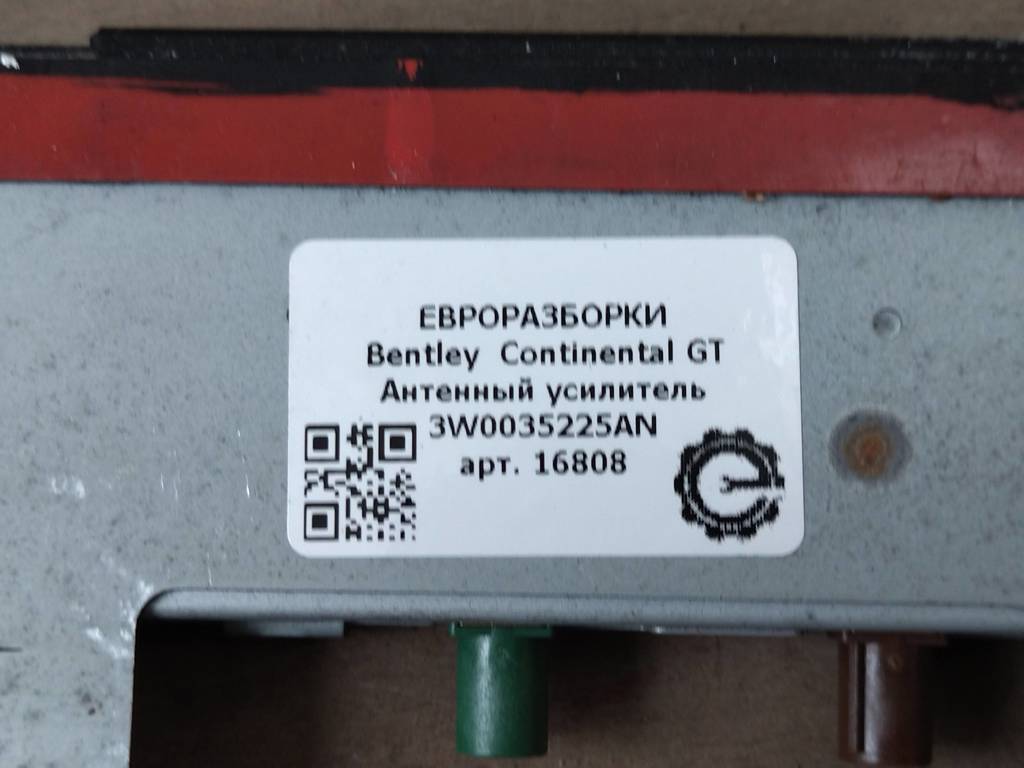 ЕВРОРАЗБОРКИ
Bentley Continental GT
Антенный усилитель
3W0035225AN
арт. 16808